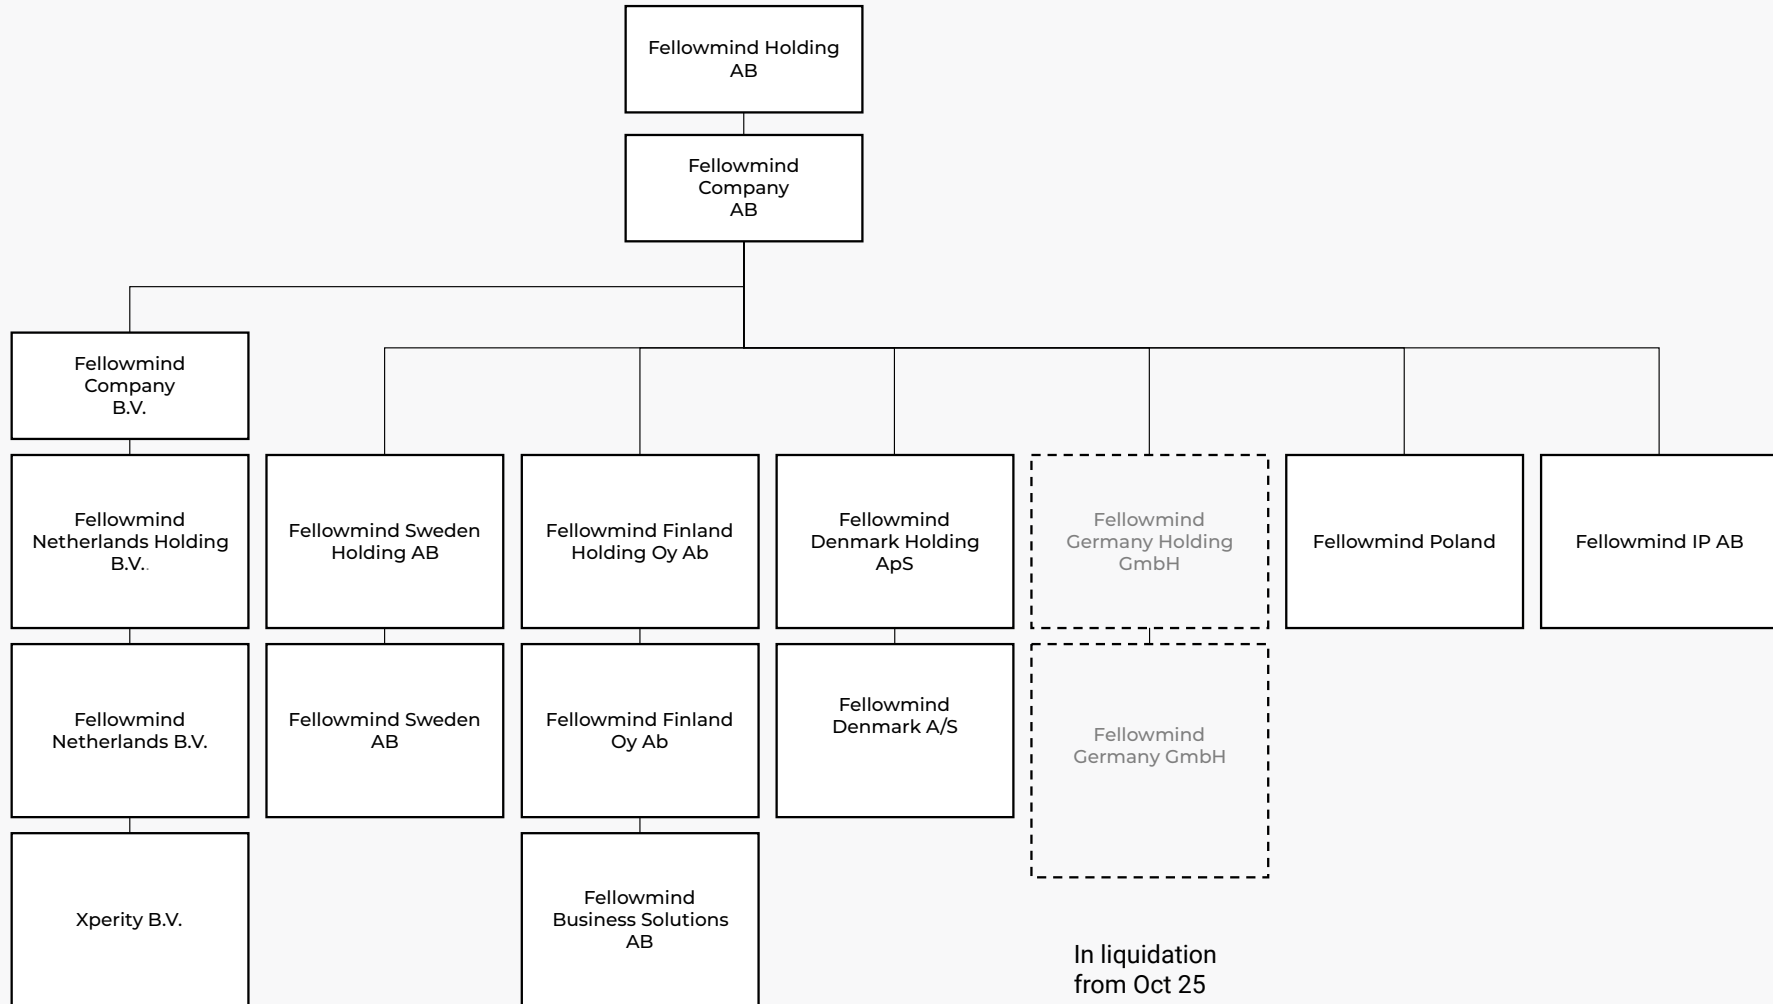 Fellowmind Holding
AB
Fellowmind
Company
AB
Fellowmind
Company
B.V.
Fellowmind
Netherlands Holding
B.V..
Fellowmind Sweden
Holding AB
Fellowmind Finland
Holding Oy Ab
Fellowmind
Denmark Holding
ApS
Fellowmind
Germany Holding
GmbH
Fellowmind Poland
Fellowmind IP AB
Fellowmind
Netherlands B.V.
Fellowmind Sweden
AB
Fellowmind Finland
Oy Ab
Fellowmind
Denmark A/S
Fellowmind
Germany GmbH
Xperity B.V.
Fellowmind
Business Solutions
AB
In liquidation
from Oct 25